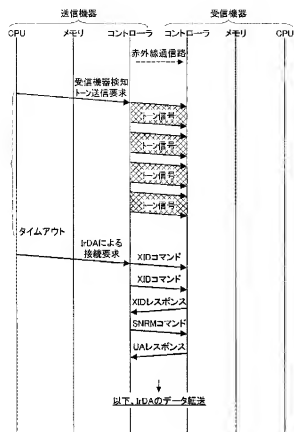 送信機器 受信機器
CPU メモリ コントローラ コントローラ メモリ CPU
赤外線通信路
受信機器検知
トーン送信要求
トーン信号
トーン信号
トーン信号
トーン信号
タイムアウト
IrDAによる
接続要求
XIDコマンド
XIDコマンド
XIDレスポンス
SNRMコマンド
UAレスポンス
以下、IrDAのデータ転送